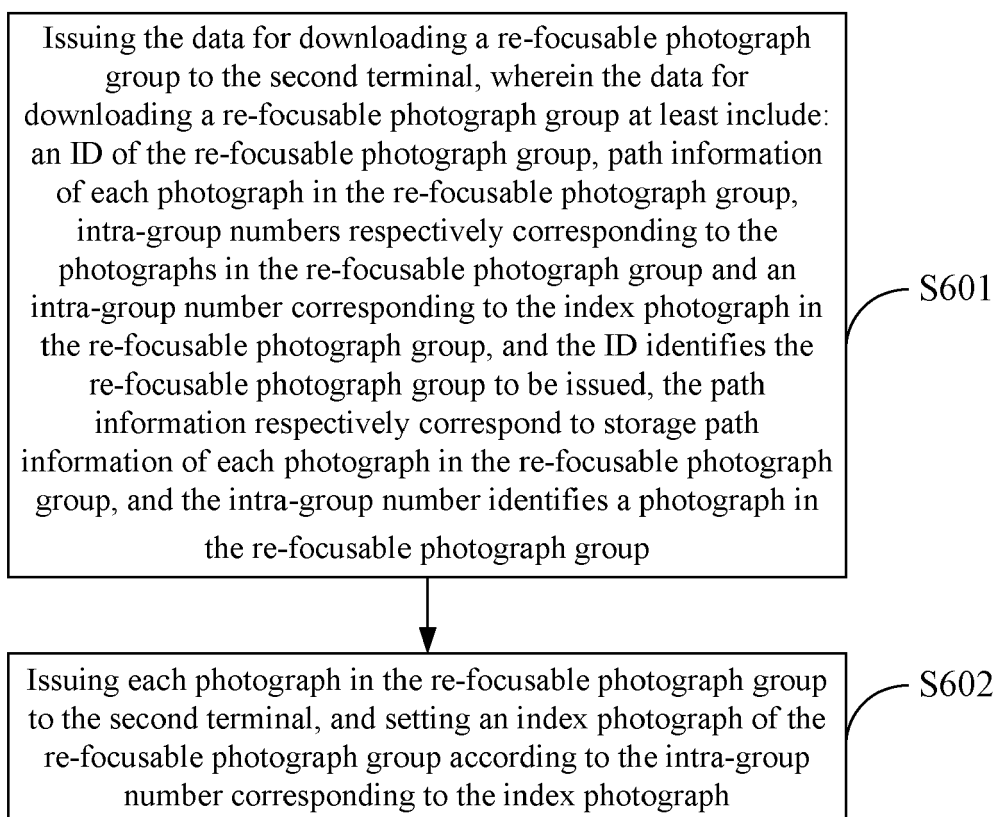 Issuing the data for downloading a re-focusable photograph
group to the second terminal, wherein the data for
downloading a re-focusable photograph group at least include:
an ID of the re-focusable photograph group, path information
of each photograph in the re-focusable photograph group,
intra-group numbers respectively corresponding to the
photographs in the re-focusable photograph group and an
intra-group number corresponding to the index photograph in
the re-focusable photograph group, and the ID identifies the
re-focusable photograph group to be issued, the path
information respectively correspond to storage path
information of each photograph in the re-focusable photograph
group, and the intra-group number identifies a photograph in
the re-focusable photograph group
S601
Issuing each photograph in the re-focusable photograph group
to the second terminal, and setting an index photograph of the
re-focusable photograph group according to the intra-group
number corresponding to the index photograph
S602